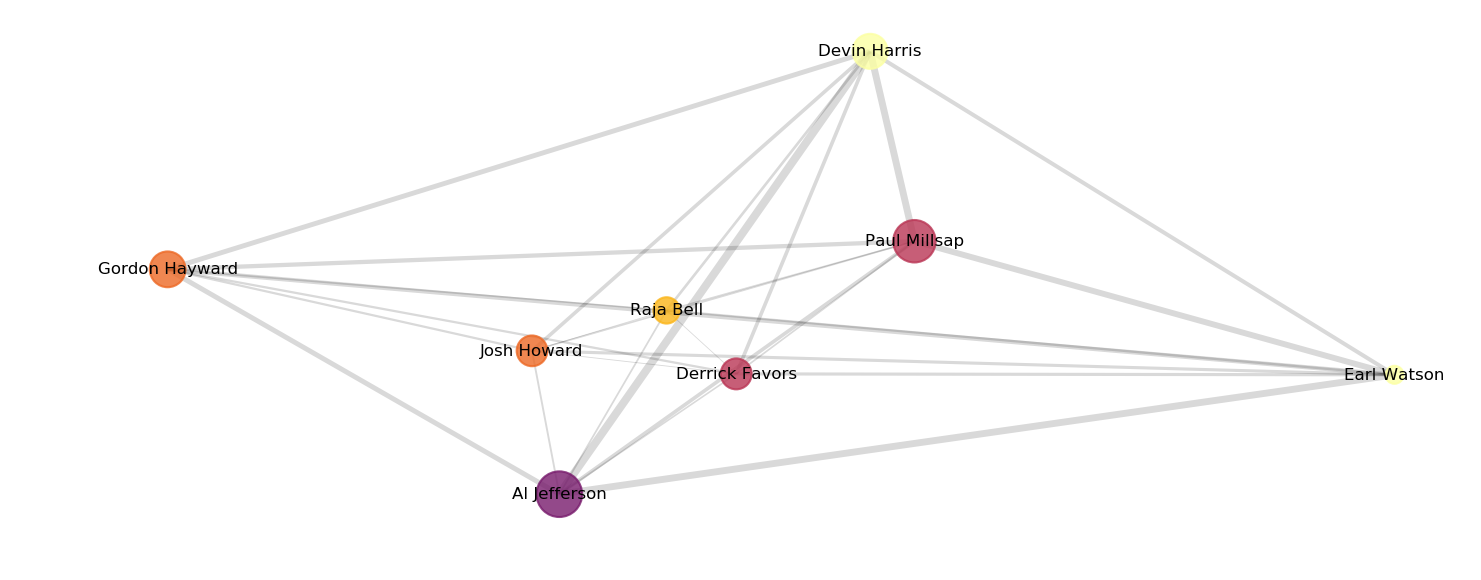 Devin Harris
Paul Millsap
Gordon Hayward
Raja Bell
Josh Howard
Derrick Favors
Earl Watson
Al Jefferson